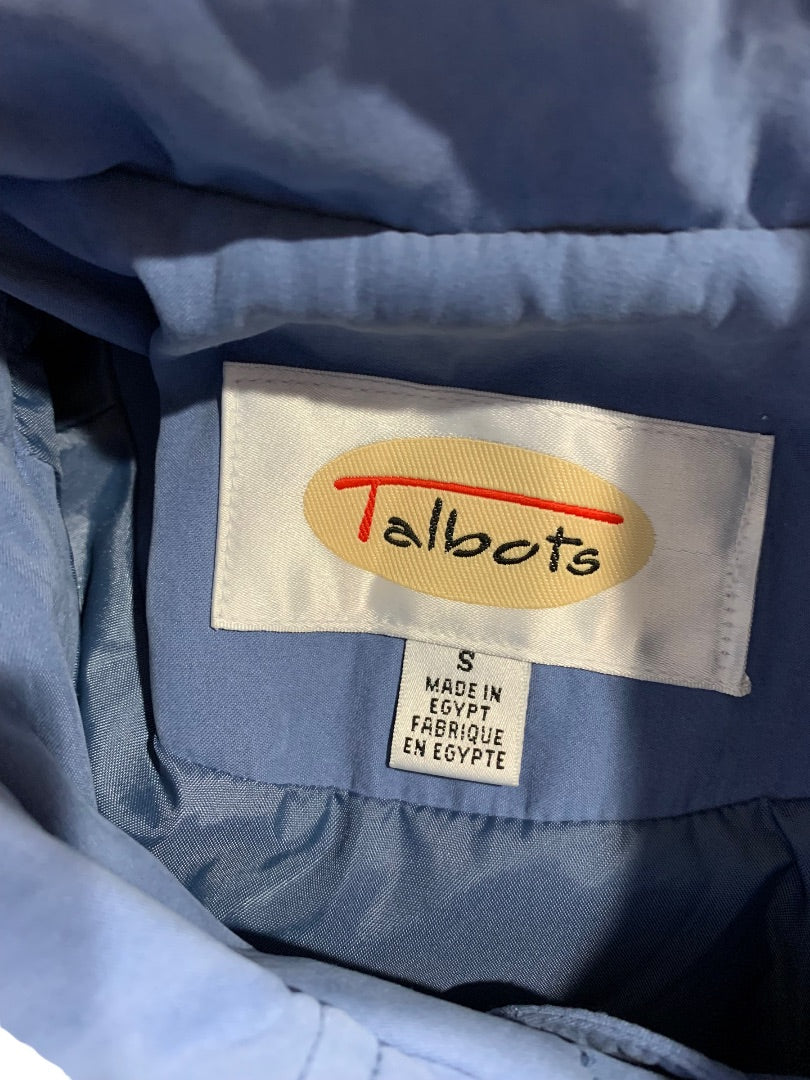 Talbots
S
MADE IN
EGYPT
FABRIQUE
EN EGYPTE